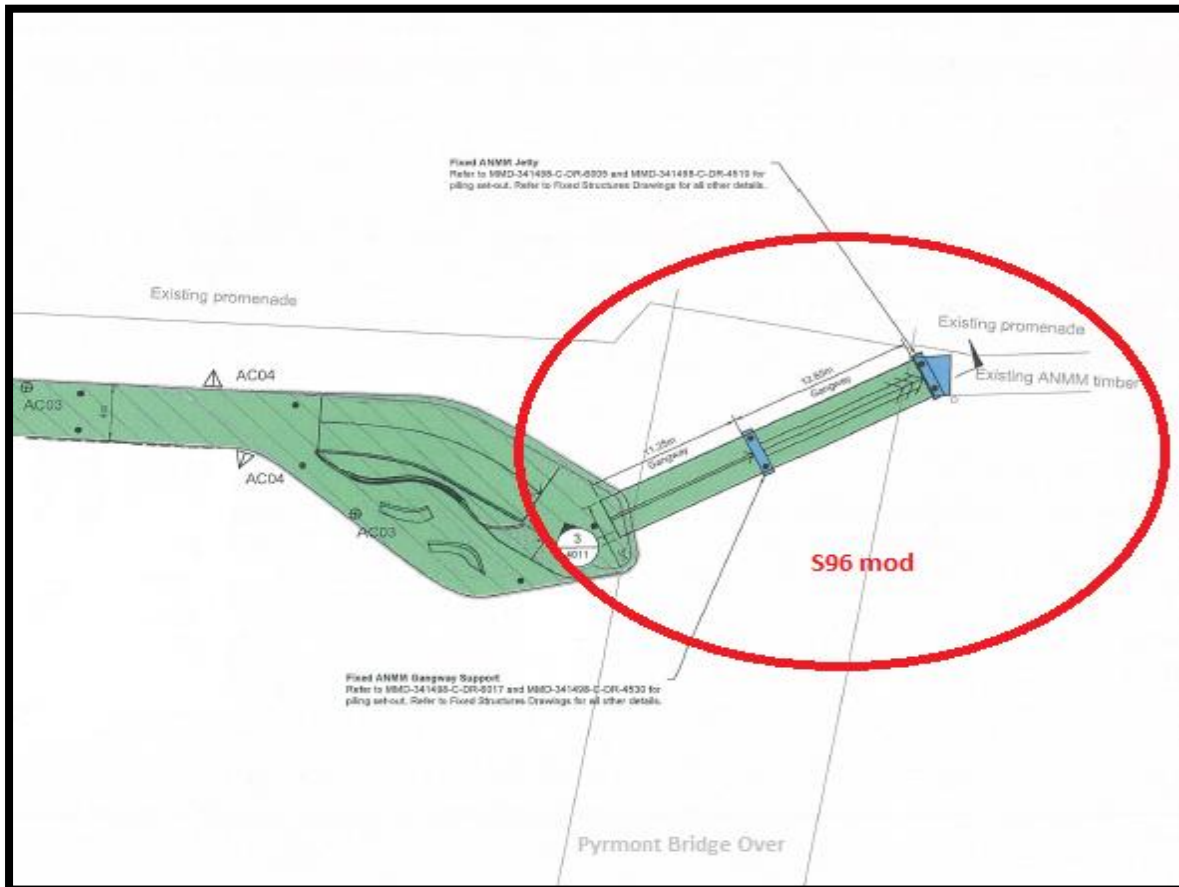 Fixed ANMM Jetty
Refer to MMD-341498-C-DR-6009 and MMD-341498-C-DR-4519 for
piling set-out. Refer to Fixed Structures Drawings for all other details.
Existing promenade
Existing promenade
AC04
Existing ANMM timber
AC03
12.60m
Gangway
11.25m
Gangway
AC04
AC03
3
4011
S96 mod
Fixed ANMM Gangway Support
Refer to MMD-341498-C-DR-6017 and MMD-341498-C-DR-4530 for
piling set-out. Refer to Fixed Structures Drawings for all other details.
Pyrmont Bridge Over